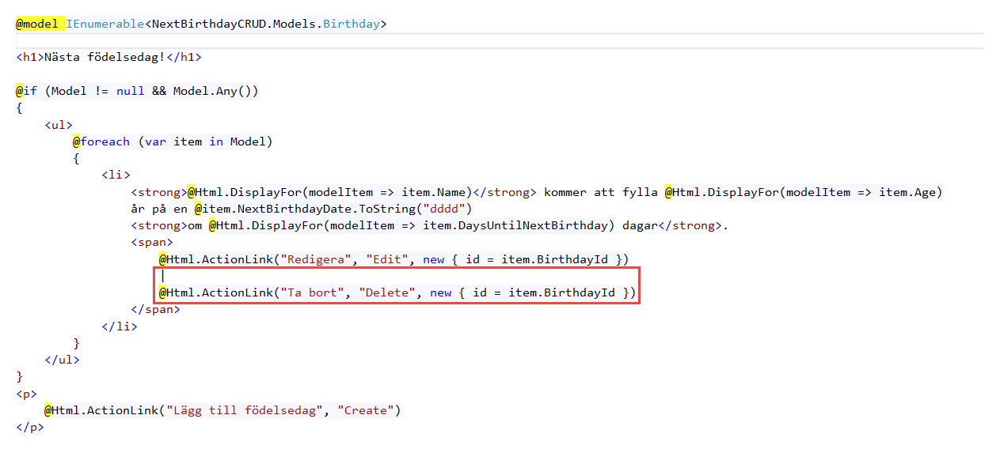 @model IEnumerable<NextBirthdayCRUD.Models.Birthday>
<h1>Nästa födelsedag!</h1>
@if (Model != null && Model.Any())
{
<ul>
@foreach (var item in Model)
{
<li>
<strong>@Html.DisplayFor(modelItem => item.Name)</strong> kommer att fylla @Html.DisplayFor(modelItem => item.Age)
år på en @item.NextBirthdayDate.ToString("dddd")
<strong>om @Html.DisplayFor(modelItem => item.DaysUntilNextBirthday) dagar</strong>.
<span>
@Html.ActionLink("Redigera", "Edit", new { id = item.BirthdayId })
|
@Html.ActionLink("Ta bort", "Delete", new { id = item.BirthdayId })
</span>
</li>
}
</ul>
}
<p>
@Html.ActionLink("Lägg till födelsedag", "Create")
</p>